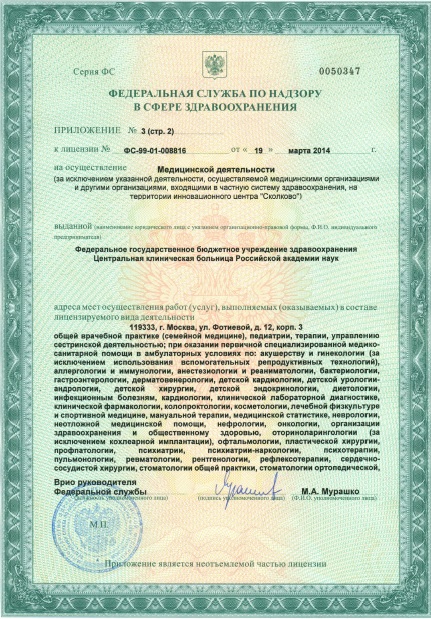 Серия ФС 0050347
ФЕДЕРАЛЬНАЯ СЛУЖБА ПО НАДЗОРУ
В СФЕРЕ ЗДРАВООХРАНЕНИЯ
ПРИЛОЖЕНИЕ № 3 (стр. 2)
к лицензии № ФС-99-01-008816 от « 19 » марта 2014 г.
на осуществление Медицинской деятельности
(за исключением указанной деятельности, осуществляемой медицинскими организациями
и другими организациями, входящими в частную систему здравоохранения, на
территории инновационного центра "Сколково")
выданной (наименование юридического лица с указанием организационно-правовой формы, Ф.И.О. индивидуального
предпринимателя)
Федеральное государственное бюджетное учреждение здравоохранения
Центральная клиническая больница Российской академии наук
адреса мест осуществления работ (услуг), выполняемых (оказываемых) в составе
лицензируемого вида деятельности
119333, г. Москва, ул. Фотиевой, д. 12, корп. 3
общей врачебной практике (семейной медицине), педиатрии, терапии, управлению
сестринской деятельностью; при оказании первичной специализированной медико-
санитарной помощи в амбулаторных условиях по: акушерству и гинекологии (за
исключением использования вспомогательных репродуктивных технологий),
аллергологии и иммунологии, анестезиологии и реаниматологии, бактериологии,
гастроэнтерологии, дерматовенерологии, детской кардиологии, детской урологии-
андрологии, детской хирургии, детской эндокринологии, диетологии,
инфекционным болезням, кардиологии, клинической лабораторной диагностике,
клинической фармакологии, колопроктологии, косметологии, лечебной физкультуре
и спортивной медицине, мануальной терапии, медицинской статистике, неврологии,
неотложной медицинской помощи, нефрологии, онкологии, организации
здравоохранения и общественному здоровью, оториноларингологии (за
исключением кохлеарной имплантации), офтальмологии, пластической хирургии,
профпатологии, психиатрии, психиатрии-наркологии, психотерапии,
пульмонологии, ревматологии, рентгенологии, рефлексотерапии, сердечно-
сосудистой хирургии, стоматологии общей практики, стоматологии ортопедической,
Врио руководителя
Федеральной службы М.А. Мурашко
(должность уполномоченного лица) (подпись уполномоченного лица) (Ф.И.О. уполномоченного лица)
М.П.
Приложение является неотъемлемой частью лицензии